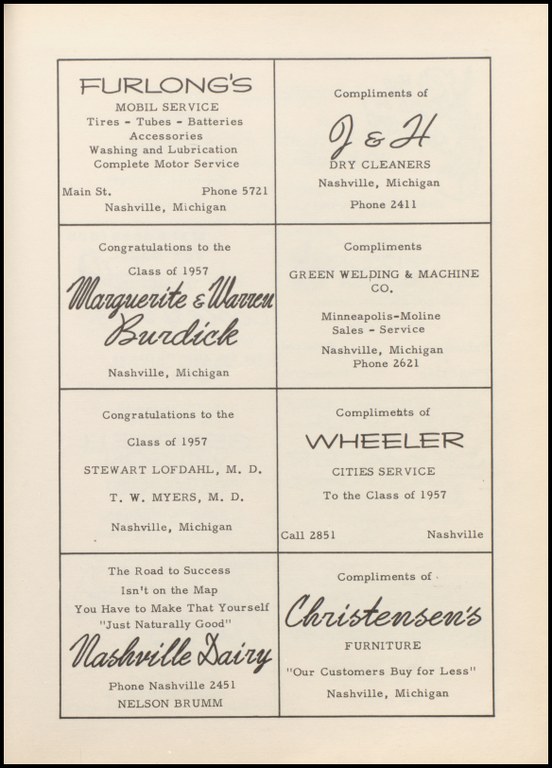 FURLONG'S
MOBIL SERVICE
Tires - Tubes - Batteries
Accessories
Washing and Lubrication
Complete Motor Service
Main St. Phone 5721
Nashville, Michigan
Compliments of
J & H
DRY CLEANERS
Nashville, Michigan
Phone 2411
Congratulations to the
Class of 1957
Marguerite & Warren
Burdick
Nashville, Michigan
Compliments
GREEN WELDING & MACHINE
CO.
Minneapolis-Moline
Sales - Service
Nashville, Michigan
Phone 2621
Congratulations to the
Class of 1957
STEWART LOFDAHL, M. D.
T. W. MYERS, M. D.
Nashville, Michigan
Compliments of
WHEELER
CITIES SERVICE
To the Class of 1957
Call 2851 Nashville
The Road to Success
Isn't on the Map
You Have to Make That Yourself
"Just Naturally Good"
Nashville Dairy
Phone Nashville 2451
NELSON BRUMM
Compliments of
Christensen's
FURNITURE
"Our Customers Buy for Less"
Nashville, Michigan